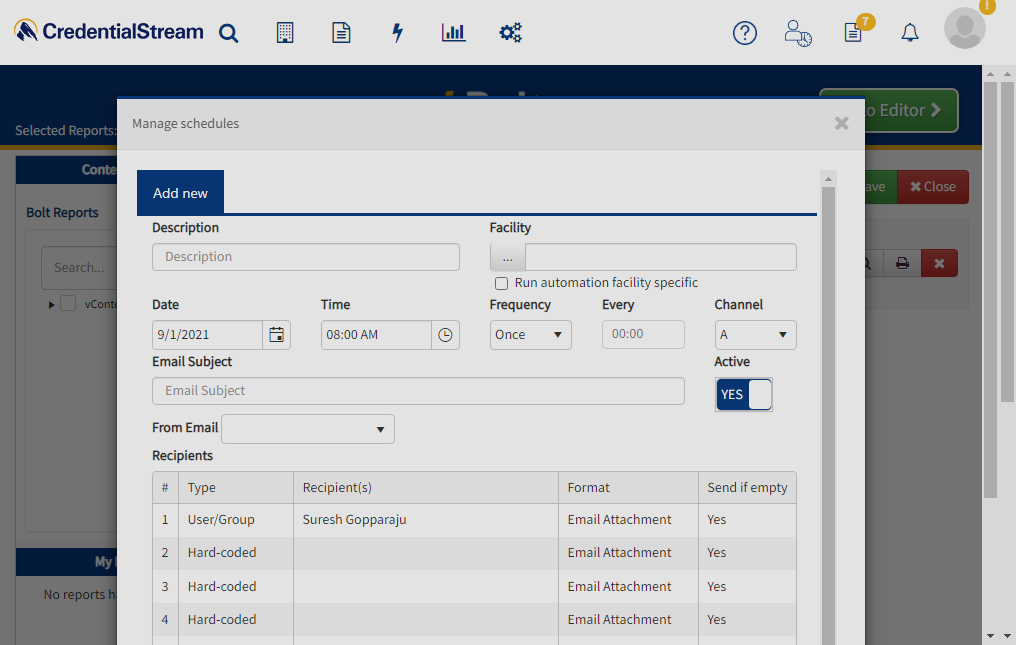 CredentialStream
7
!
Selected Reports:
to Editor
Manage schedules
Add new
Conte
ave
Close
Bolt Reports
Description
Facility
Description
...
Search...
Run automation facility specific
vConte
Date
Time
Frequency
Every
Channel
9/1/2021
08:00 AM
Once
00:00
A
Email Subject
Active
Email Subject
YES
From Email
Recipients
# Type Recipient(s) Format Send if empty
1 User/Group Suresh Gopparaju Email Attachment Yes
2 Hard-coded Email Attachment Yes
My
3 Hard-coded Email Attachment Yes
No reports ha
4 Hard-coded Email Attachment Yes